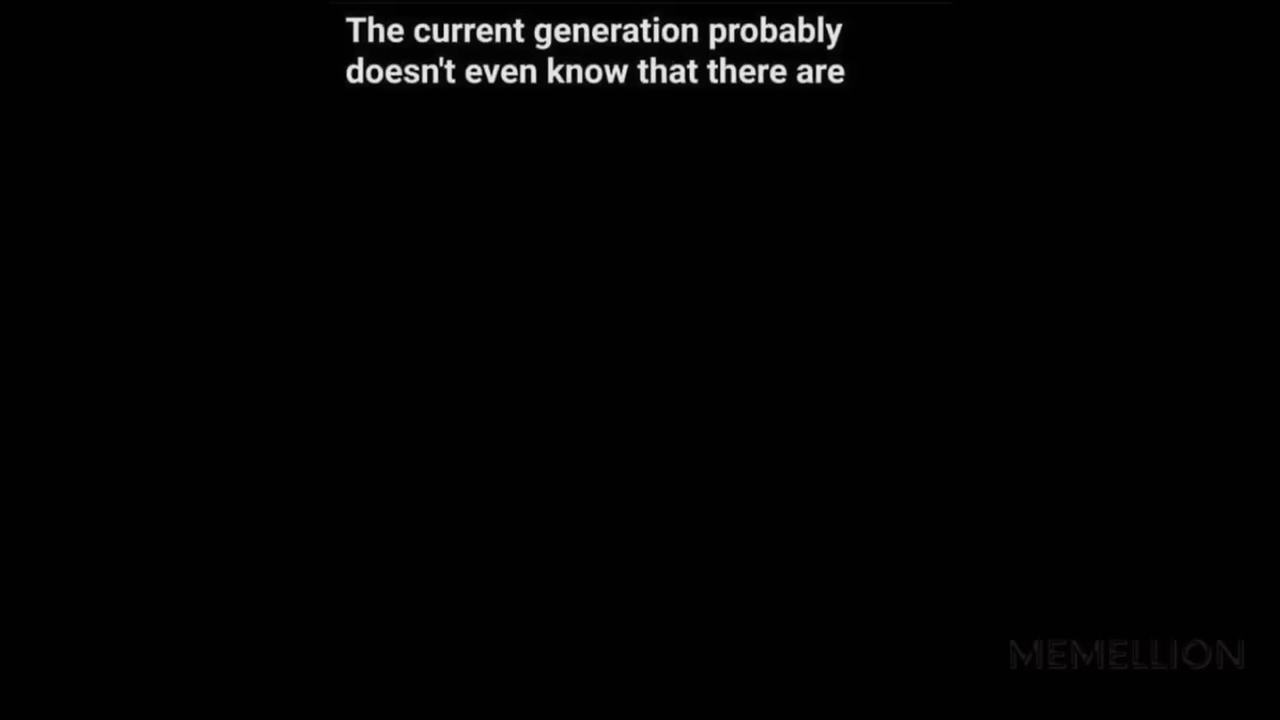 The current generation probably
doesn't even know that there are
MEMELLION